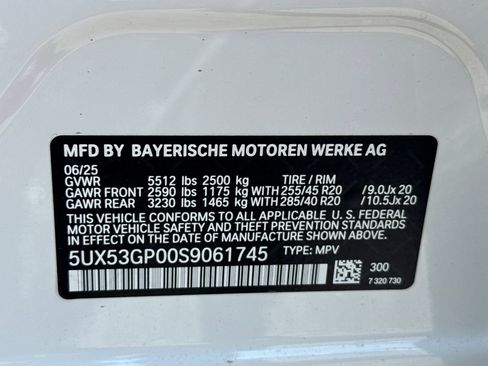 MFD BY BAYERISCHE MOTOREN WERKE AG
06/25
GVWR 5512 lbs 2500 kg TIRE / RIM
GAWR FRONT 2590 lbs 1175 kg WITH 255/45 R20 /9.0Jx 20
GAWR REAR 3230 lbs 1465 kg WITH 285/40 R20 /10.5Jx 20
THIS VEHICLE CONFORMS TO ALL APPLICABLE U. S. FEDERAL
MOTOR VEHICLE SAFETY AND THEFT PREVENTION STANDARDS
IN EFFECT ON THE DATE OF MANUFACTURE SHOWN ABOVE.
5UX53GP00S9061745 TYPE: MPV
300
7 320 730